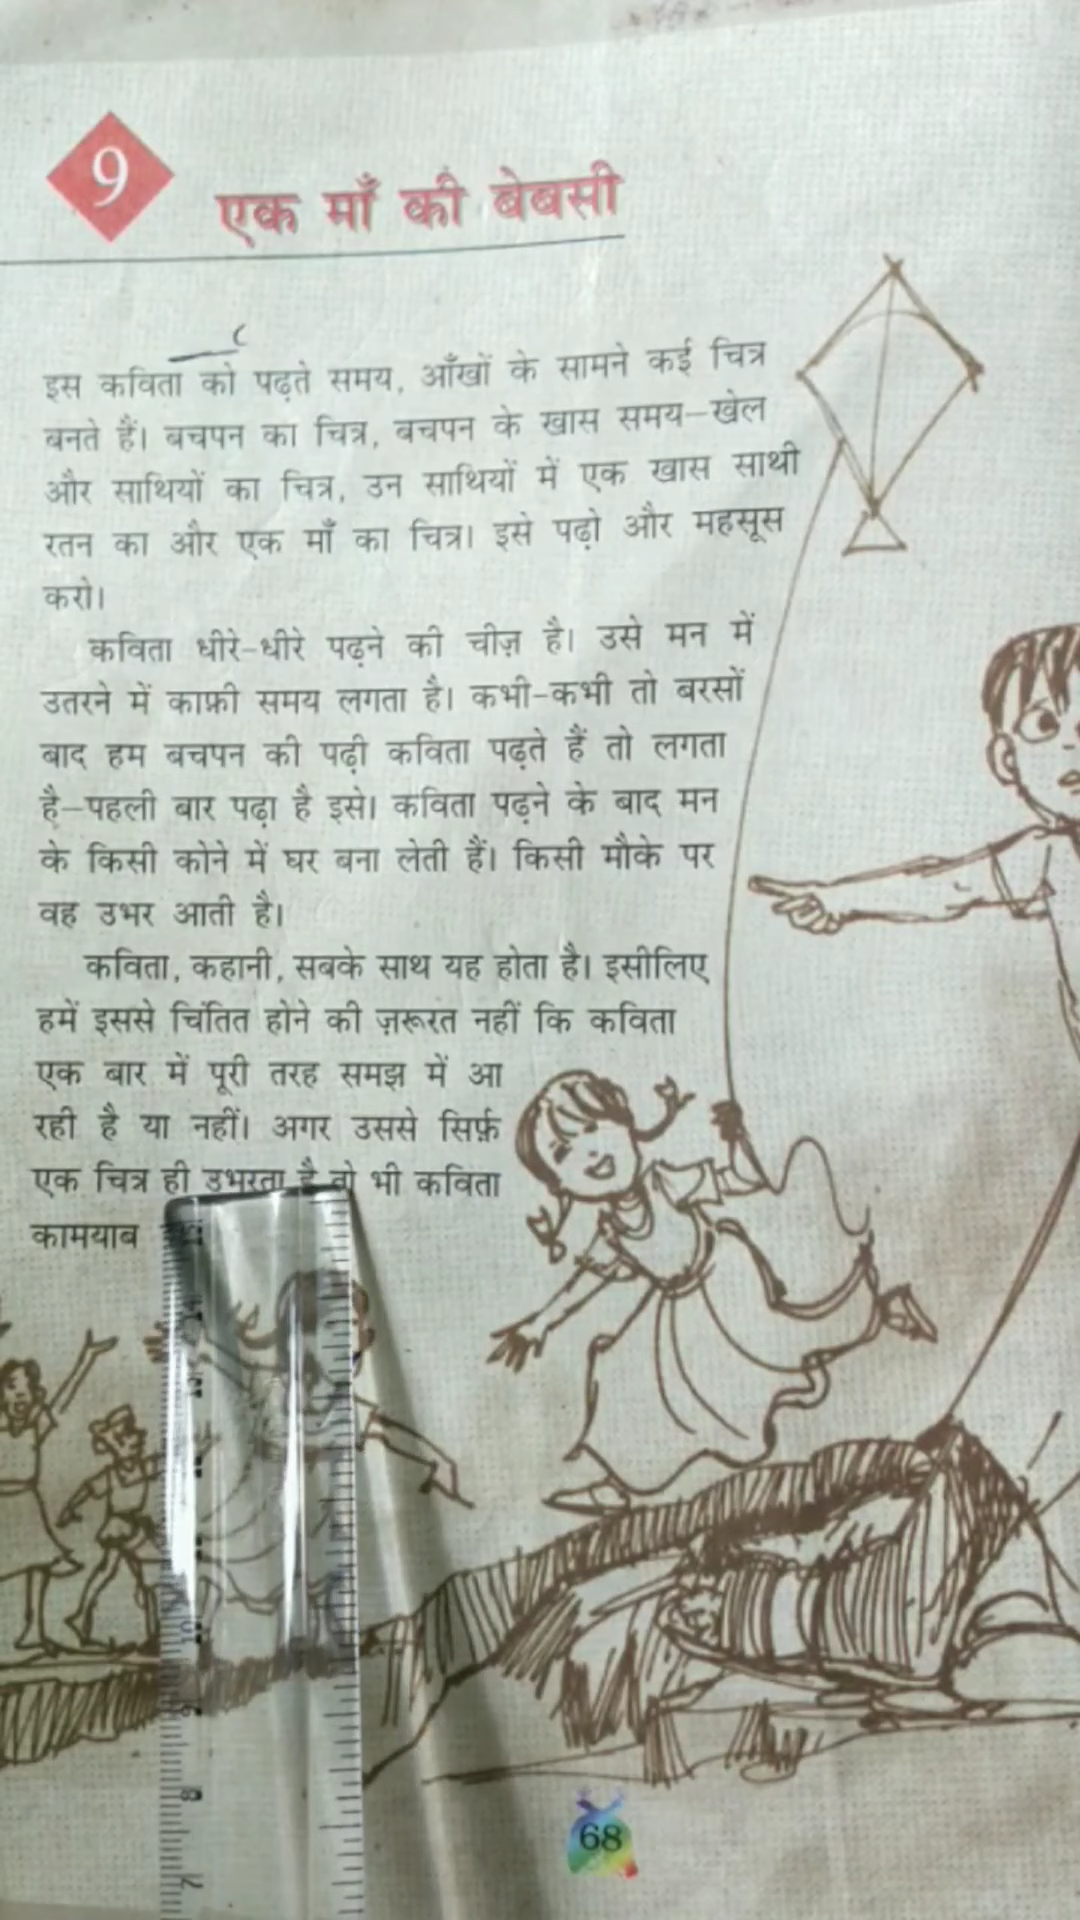 9
एक माँ की बेबसी
इस कविता को पढ़ते समय, आँखों के सामने कई चित्र
बनते हैं। बचपन का चित्र, बचपन के खास समय–खेल
और साथियों का चित्र, उन साथियों में एक खास साथी
रतन का और एक माँ का चित्र। इसे पढ़ो और महसूस
करो।
कविता धीरे-धीरे पढ़ने की चीज़ है। उसे मन में
उतरने में काफ़ी समय लगता है। कभी-कभी तो बरसों
बाद हम बचपन की पढ़ी कविता पढ़ते हैं तो लगता
है–पहली बार पढ़ा है इसे। कविता पढ़ने के बाद मन
के किसी कोने में घर बना लेती हैं। किसी मौके पर
वह उभर आती है।
कविता, कहानी, सबके साथ यह होता है। इसीलिए
हमें इससे चिंतित होने की ज़रूरत नहीं कि कविता
एक बार में पूरी तरह समझ में आ
रही है या नहीं। अगर उससे सिर्फ़
एक चित्र ही उभरता है तो भी कविता
कामयाब
8
7
68